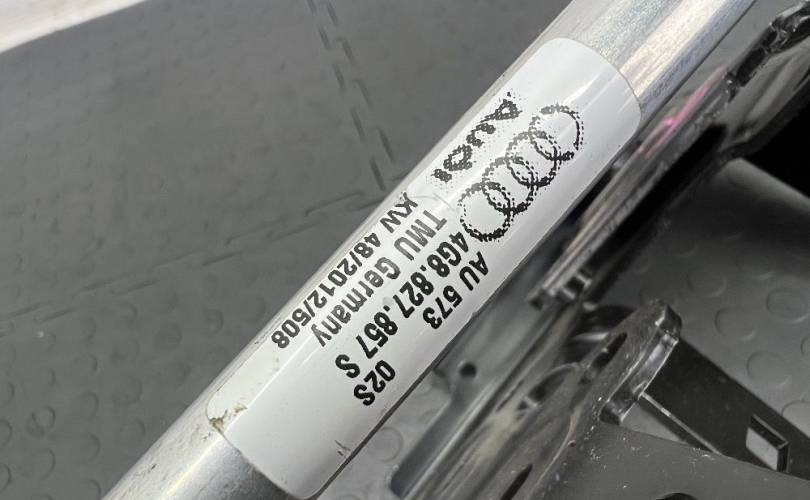 Audi
AU 573 02S
4G8.827.857 S
TMU Germany
KW 48/2012/508